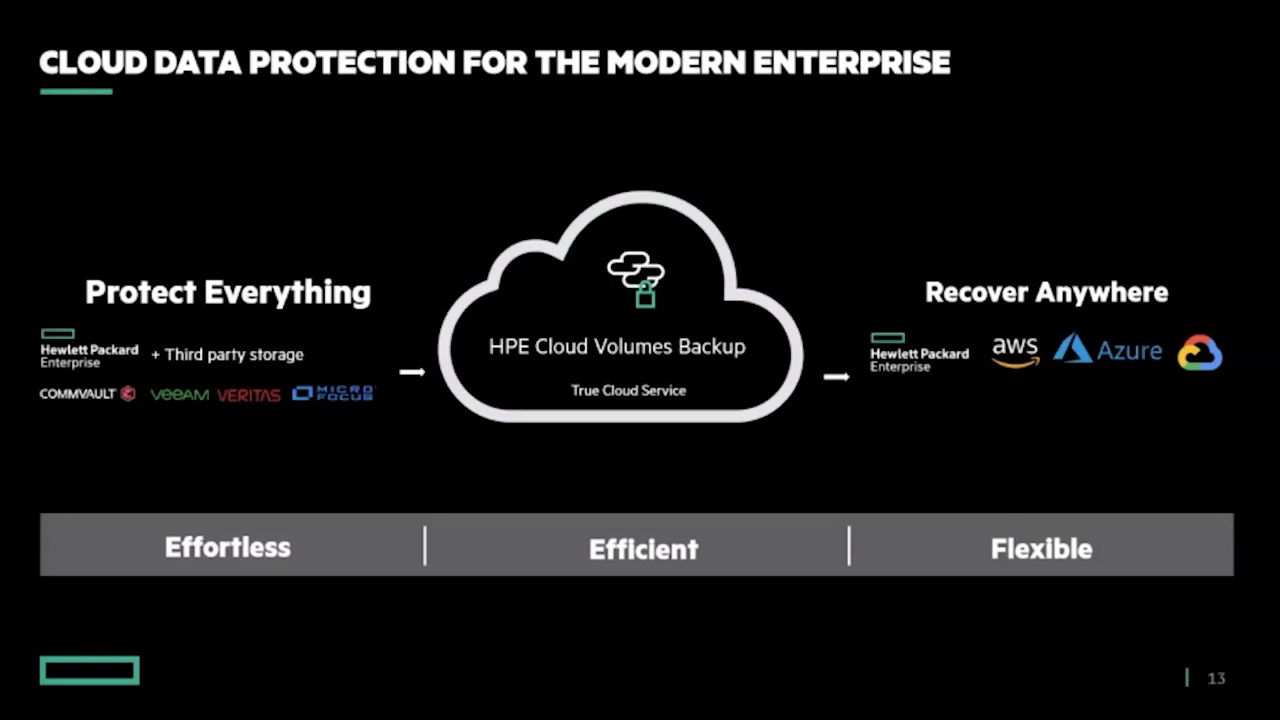 CLOUD DATA PROTECTION FOR THE MODERN ENTERPRISE
Protect Everything
Hewlett Packard
Enterprise
+ Third party storage
COMMVAULT
veeAM
VERITAS
MICRO
FOCUS
HPE Cloud Volumes Backup
True Cloud Service
Recover Anywhere
Hewlett Packard
Enterprise
aws
Azure
Effortless
Efficient
Flexible
13